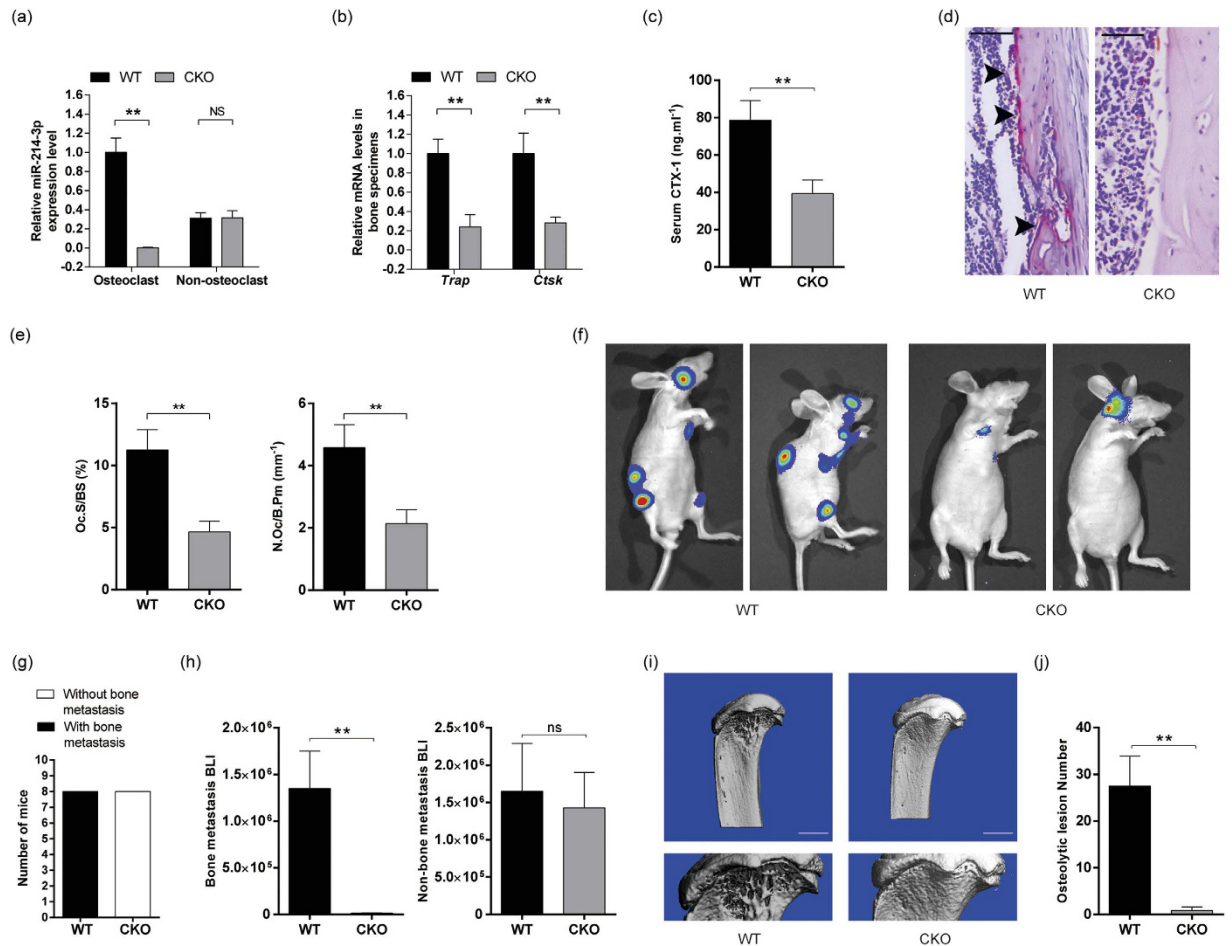 (a)
WT CKO
Relative miR-214-3p
expression level
1.6
1.4
1.2
1.0
0.8
0.6
0.4
0.2
0.0
-0.2
**
NS
Osteoclast Non-osteoclast
(b)
WT CKO
Relative mRNA levels in
bone specimens
1.6
1.4
1.2
1.0
0.8
0.6
0.4
0.2
0.0
-0.2
** **
Trap Ctsk
(c)
Serum CTX-1 (ng.ml⁻¹)
100
80
60
40
20
0
**
WT CKO
(d)
WT CKO
(e)
Oc.S/BS (%)
15
10
5
0
**
WT CKO
N.Oc/B.Pm (mm⁻¹)
6
4
2
0
**
WT CKO
(f)
WT CKO
(g)
Without bone
metastasis
With bone
metastasis
Number of mice
10
9
8
7
6
5
4
3
2
1
0
WT CKO
(h)
Bone metastasis BLI
2.0×10⁶
1.5×10⁶
1.0×10⁶
5.0×10⁵
0
**
WT CKO
Non-bone metastasis BLI
2.5×10⁶
2.0×10⁶
1.5×10⁶
1.0×10⁶
5.0×10⁵
0
ns
WT CKO
(i)
WT CKO
(j)
Osteolytic lesion Number
40
30
20
10
0
**
WT CKO